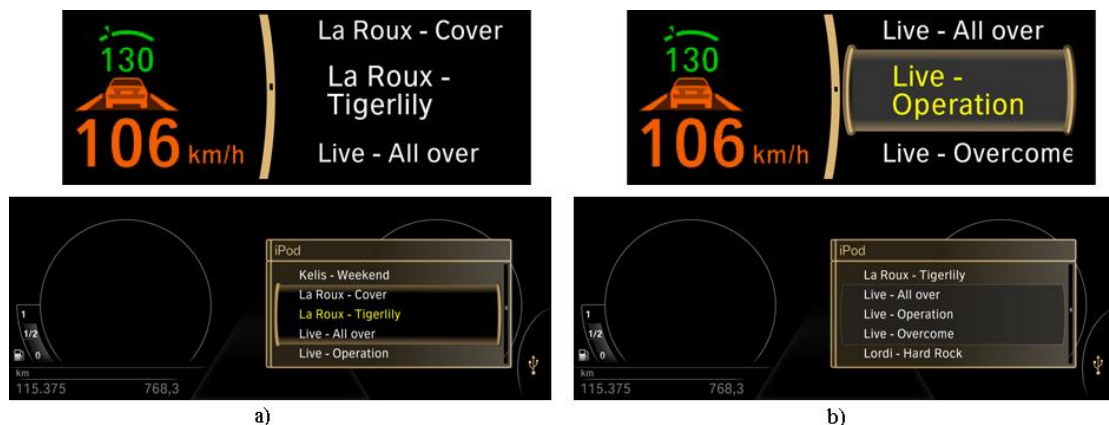 130
106 km/h
La Roux - Cover
La Roux -
Tigerlily
Live - All over
130
106 km/h
Live - All over
Live -
Operation
Live - Overcome
iPod
Kelis - Weekend
La Roux - Cover
La Roux - Tigerlily
Live - All over
Live - Operation
1
1/2
0
km
115.375 768,3
iPod
La Roux - Tigerlily
Live - All over
Live - Operation
Live - Overcome
Lordi - Hard Rock
1
1/2
0
km
115.375 768,3
a)
b)